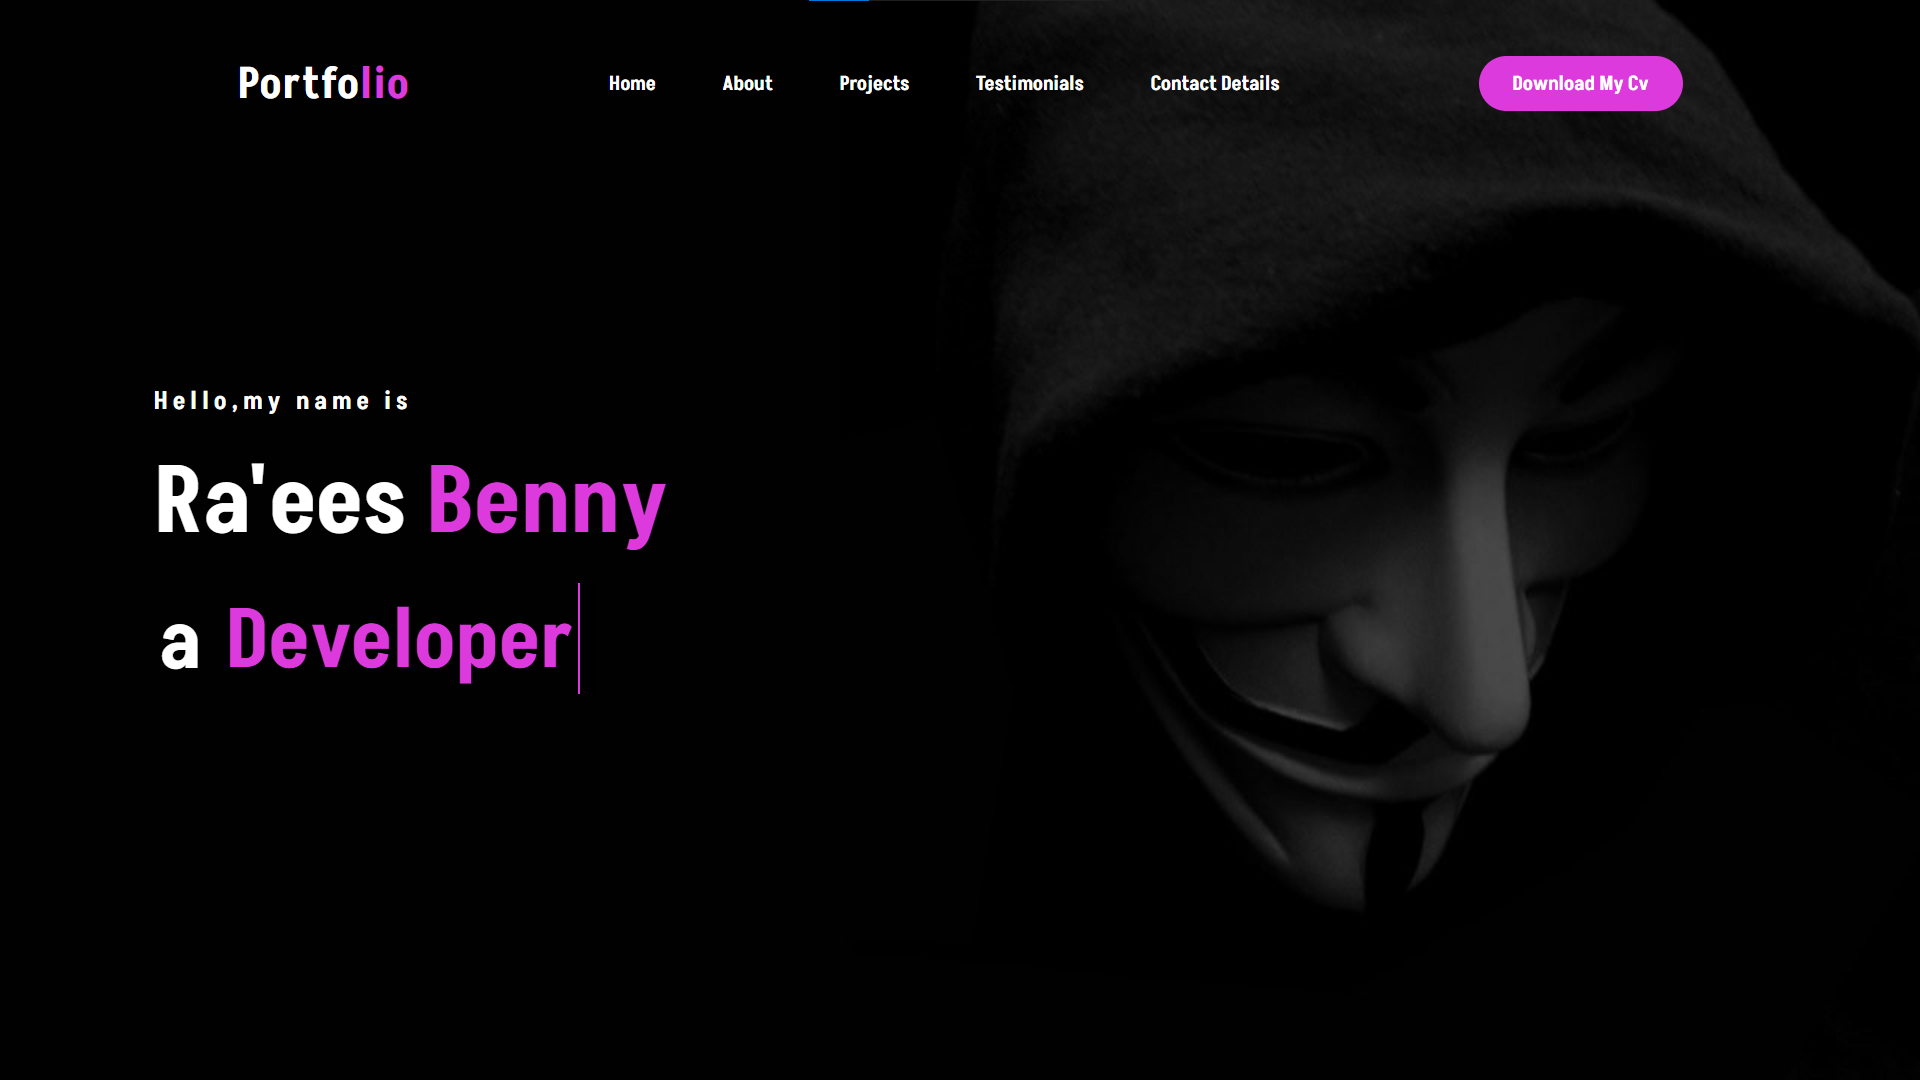 Portfolio
Home About Projects Testimonials Contact Details
Download My Cv
Hello,my name is
Ra'ees Benny
a Developer